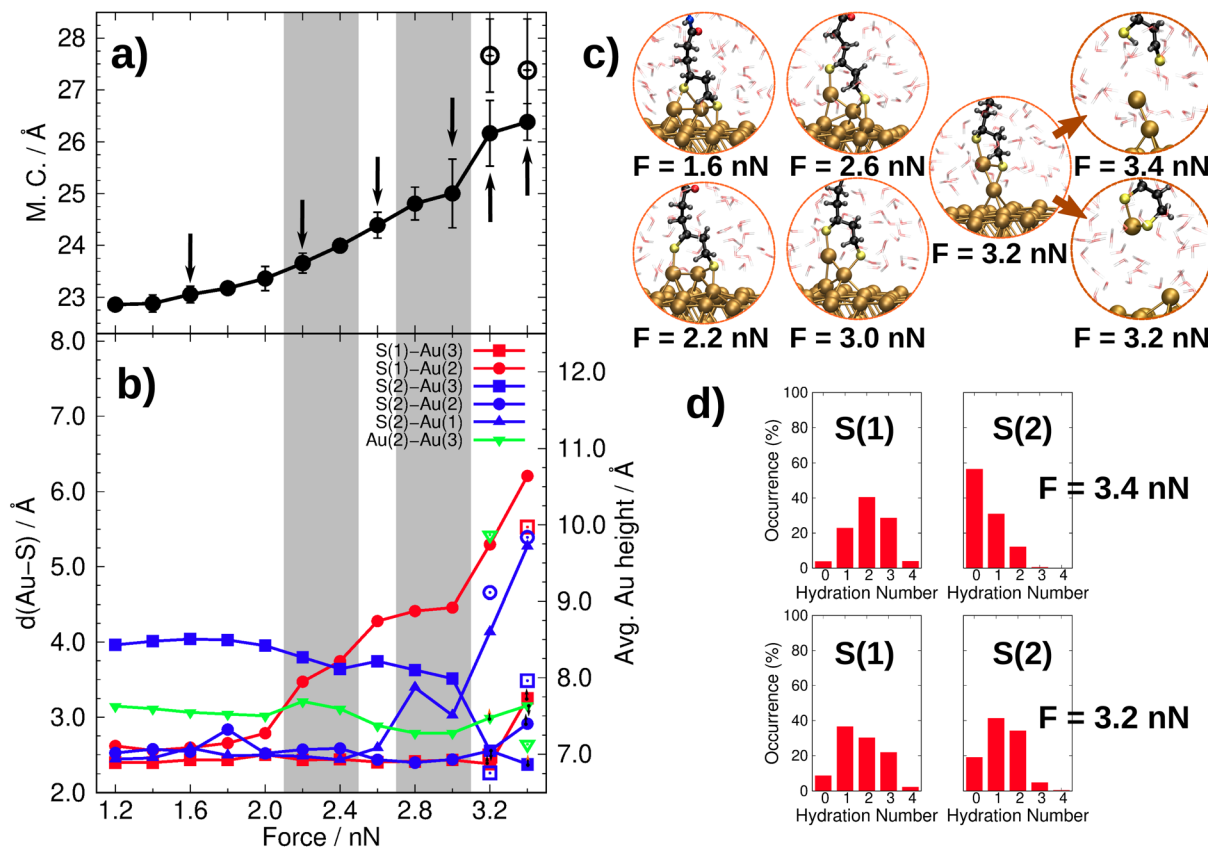 a)
28
27
26
25
24
23
M. C. / Å
b)
8.0
7.0
6.0
5.0
4.0
3.0
2.0
d(Au−S) / Å
S(1)−Au(3)
S(1)−Au(2)
S(2)−Au(3)
S(2)−Au(2)
S(2)−Au(1)
Au(2)−Au(3)
12.0
11.0
10.0
9.0
8.0
7.0
Avg. Au height / Å
1.2 1.6 2.0 2.4 2.8 3.2
Force / nN
c)
F = 1.6 nN
F = 2.6 nN
F = 3.4 nN
F = 2.2 nN
F = 3.0 nN
F = 3.2 nN
F = 3.2 nN
d)
S(1)
100
80
60
40
20
0
Occurrence (%)
0 1 2 3 4
Hydration Number
S(2)
0 1 2 3 4
Hydration Number
F = 3.4 nN
S(1)
100
80
60
40
20
0
Occurrence (%)
0 1 2 3 4
Hydration Number
S(2)
0 1 2 3 4
Hydration Number
F = 3.2 nN